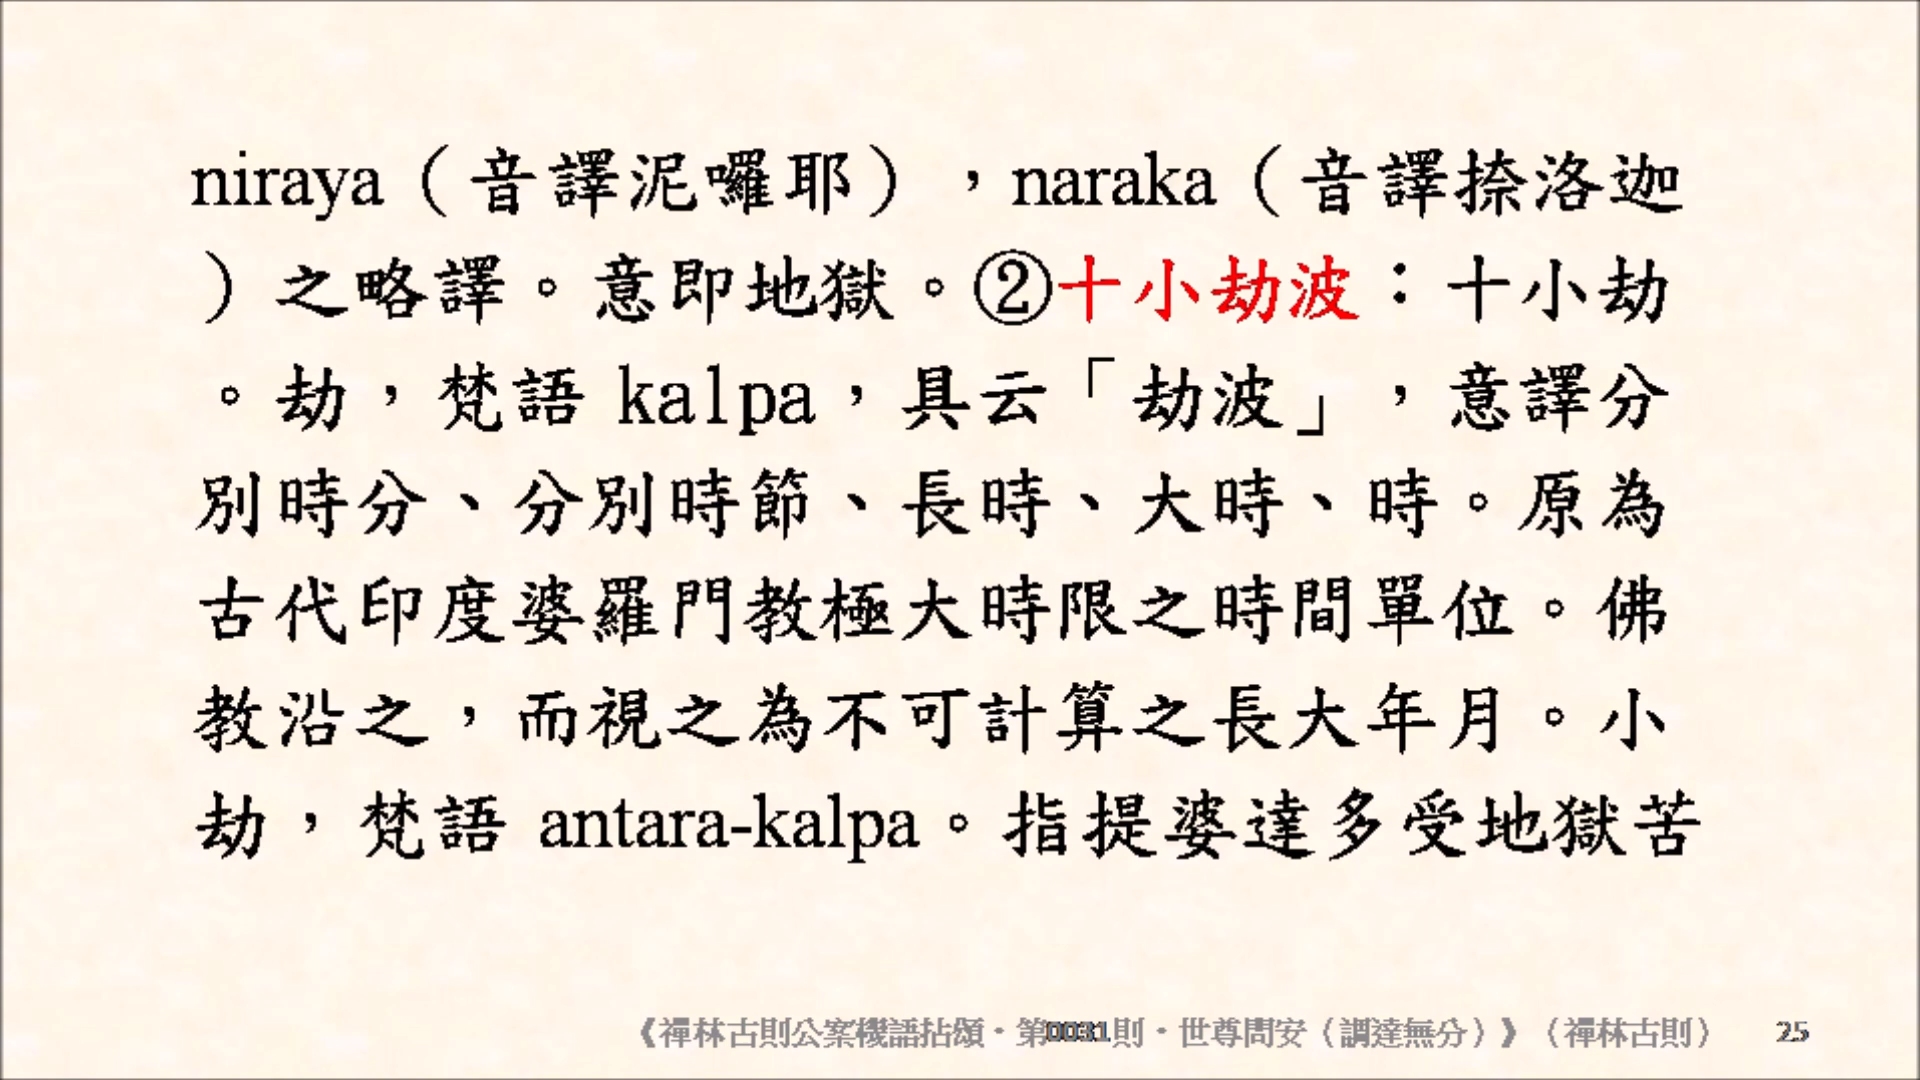 niraya（音譯泥囉耶），naraka（音譯捺洛迦
）之略譯。意即地獄。②十小劫波：十小劫
。劫，梵語 kalpa，具云「劫波」，意譯分
別時分、分別時節、長時、大時、時。原為
古代印度婆羅門教極大時限之時間單位。佛
教沿之，而視之為不可計算之長大年月。小
劫，梵語 antara-kalpa。指提婆達多受地獄苦
《禪林古則公案機語拈頌·第0031則·世尊問安（調達無分）》（禪林古則） 25